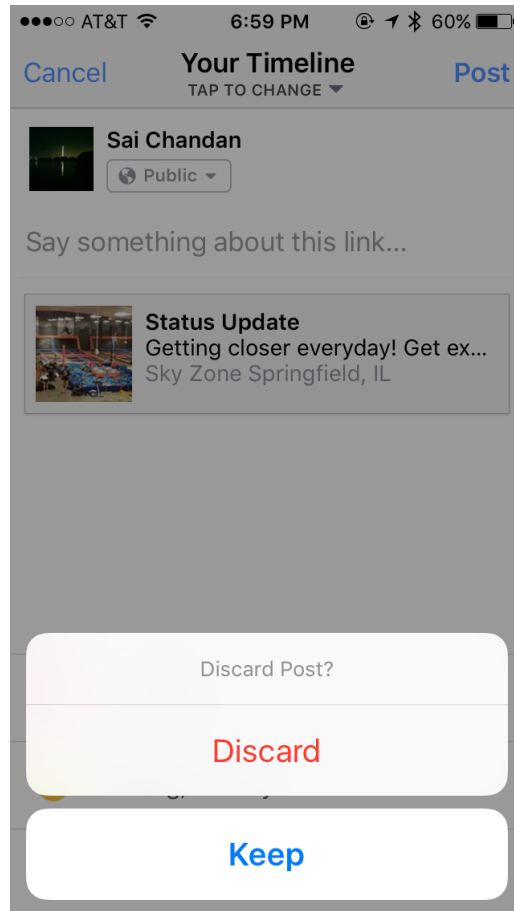 AT&T 6:59 PM 60%
Cancel Your Timeline Post
TAP TO CHANGE
Sai Chandan
Public
Say something about this link...
Status Update
Getting closer everyday! Get ex...
Sky Zone Springfield, IL
Discard Post?
Discard
Keep